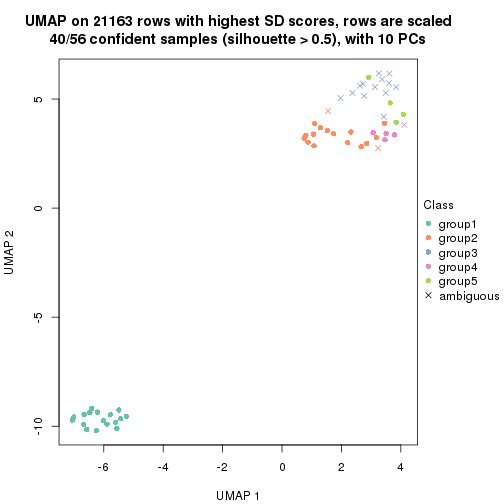 UMAP on 21163 rows with highest SD scores, rows are scaled
40/56 confident samples (silhouette > 0.5), with 10 PCs
5
0
-5
-10
UMAP 2
-6
-4
-2
0
2
4
UMAP 1
Class
group1
group2
group3
group4
group5
ambiguous